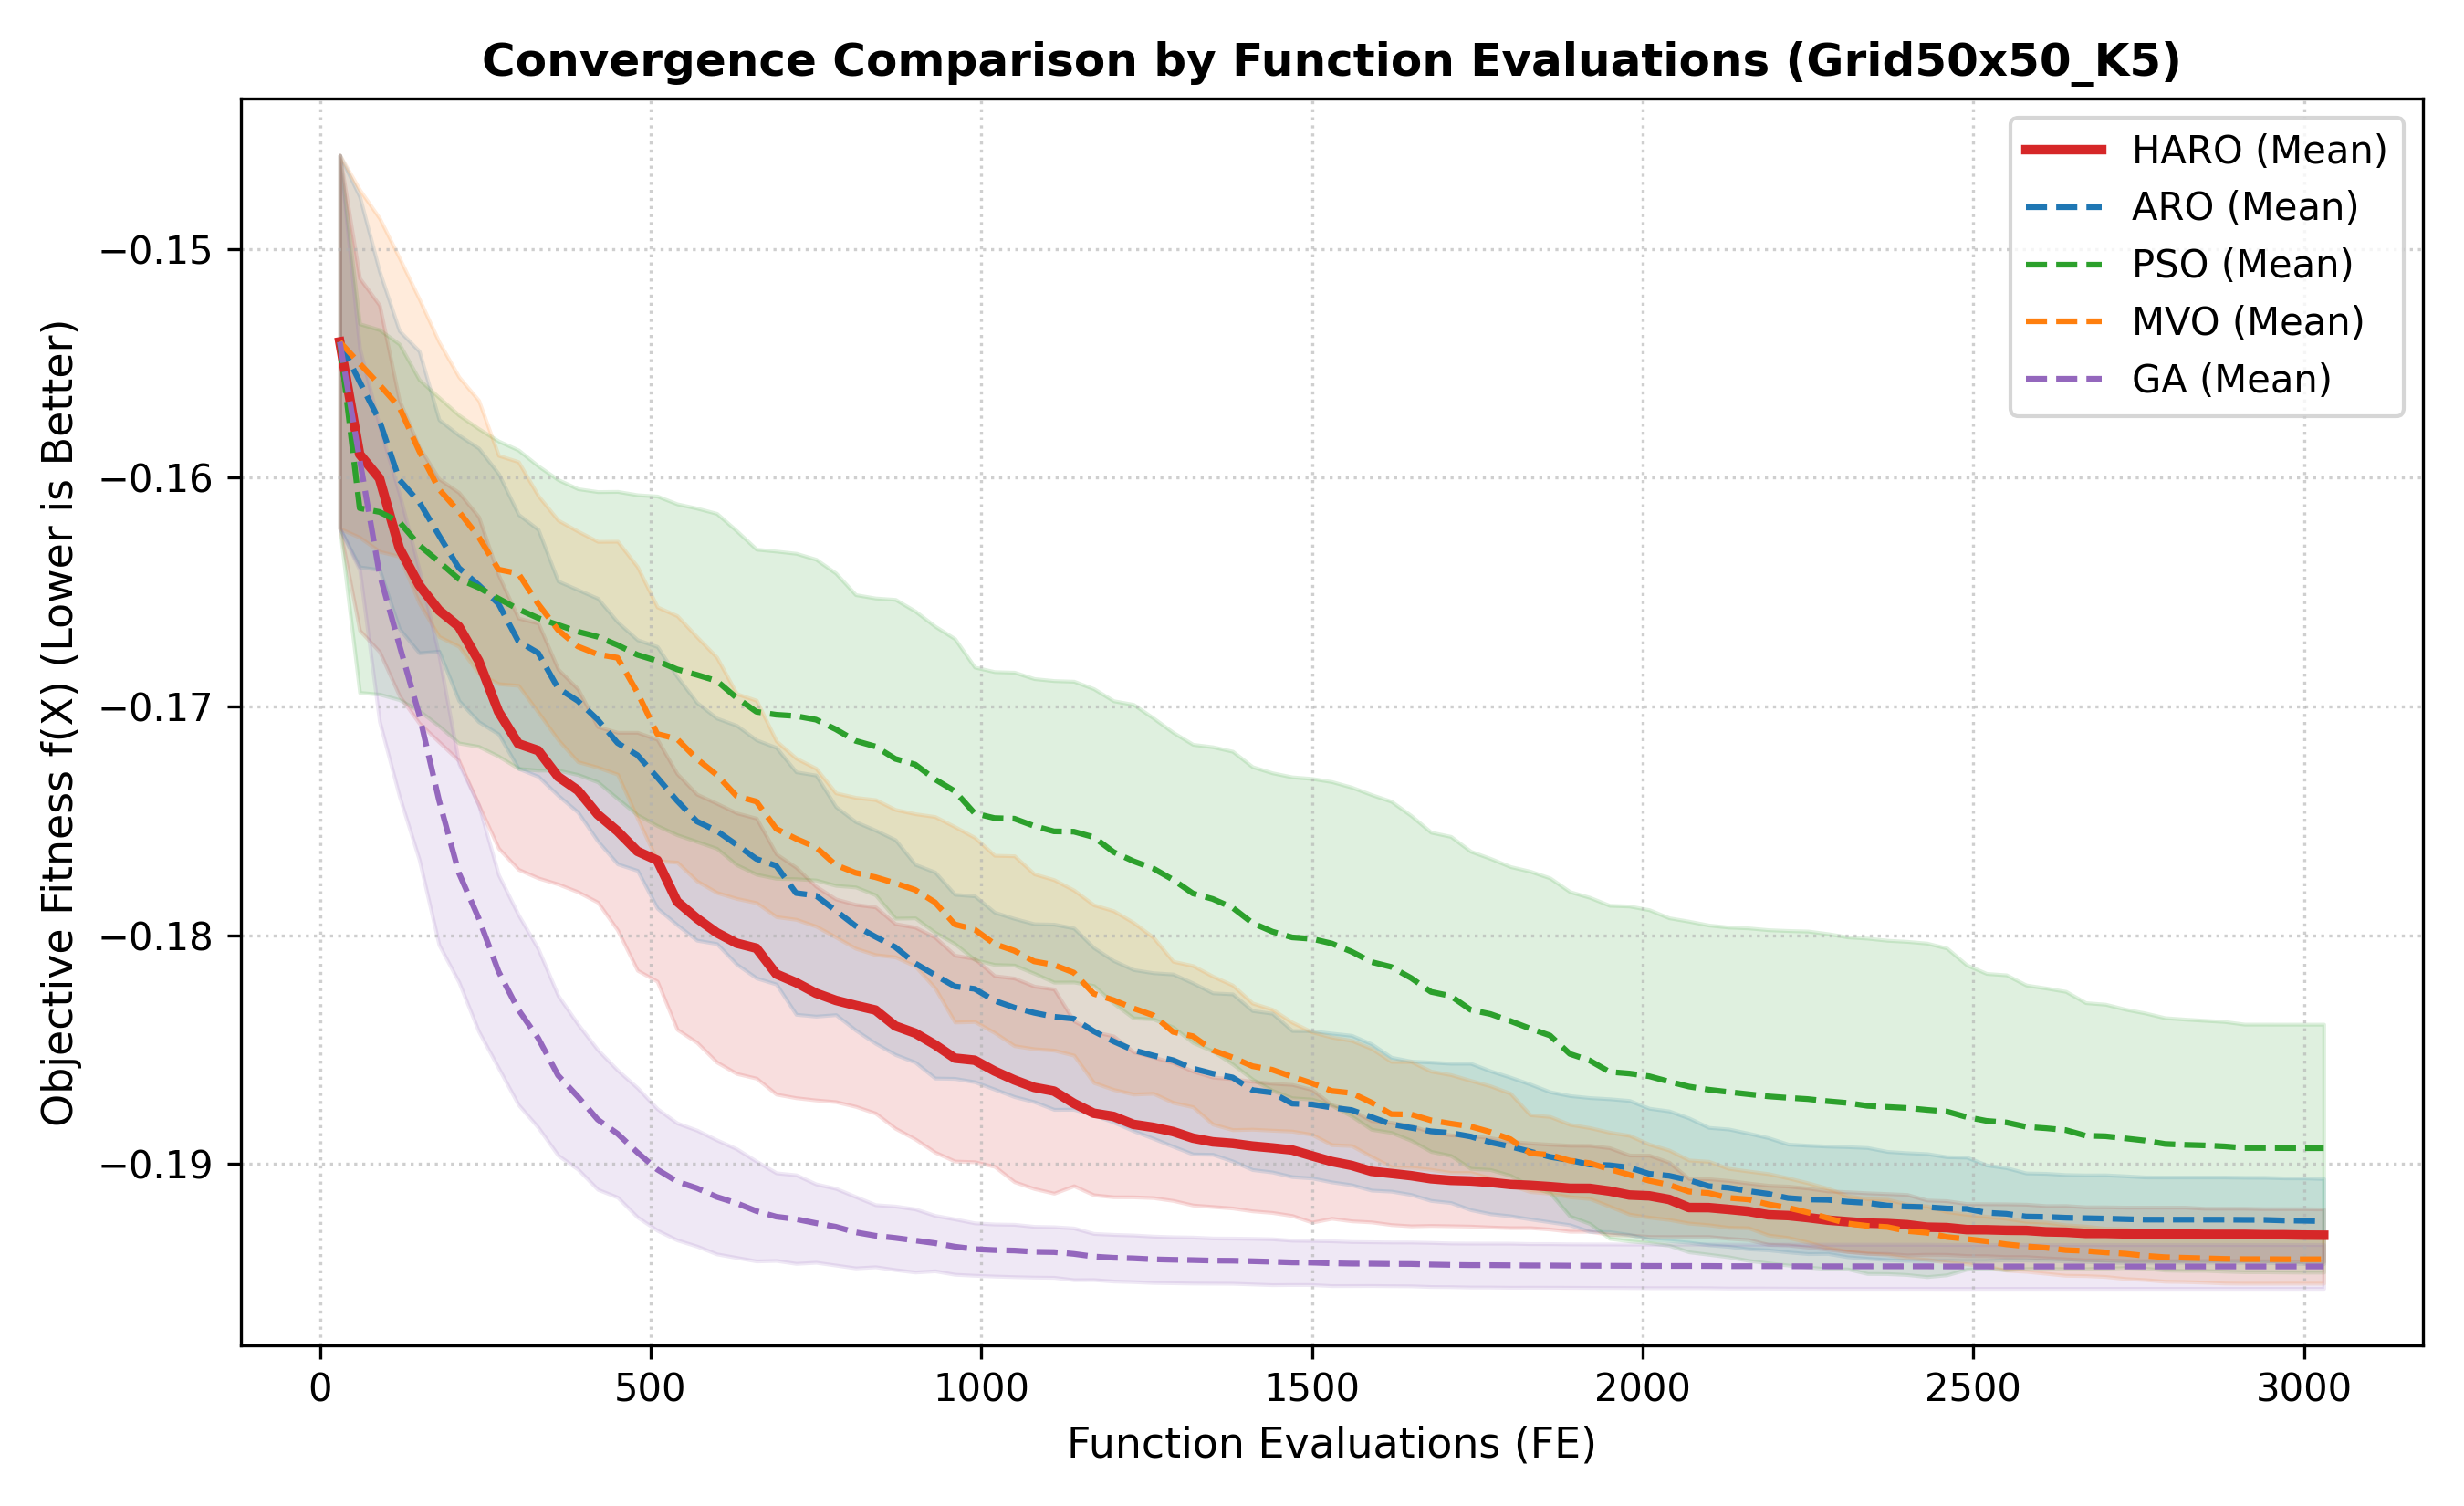 Convergence Comparison by Function Evaluations (Grid50x50_K5)
HARO (Mean)
ARO (Mean)
PSO (Mean)
MVO (Mean)
GA (Mean)
Objective Fitness f(X) (Lower is Better)
−0.15
−0.16
−0.17
−0.18
−0.19
0 500 1000 1500 2000 2500 3000
Function Evaluations (FE)